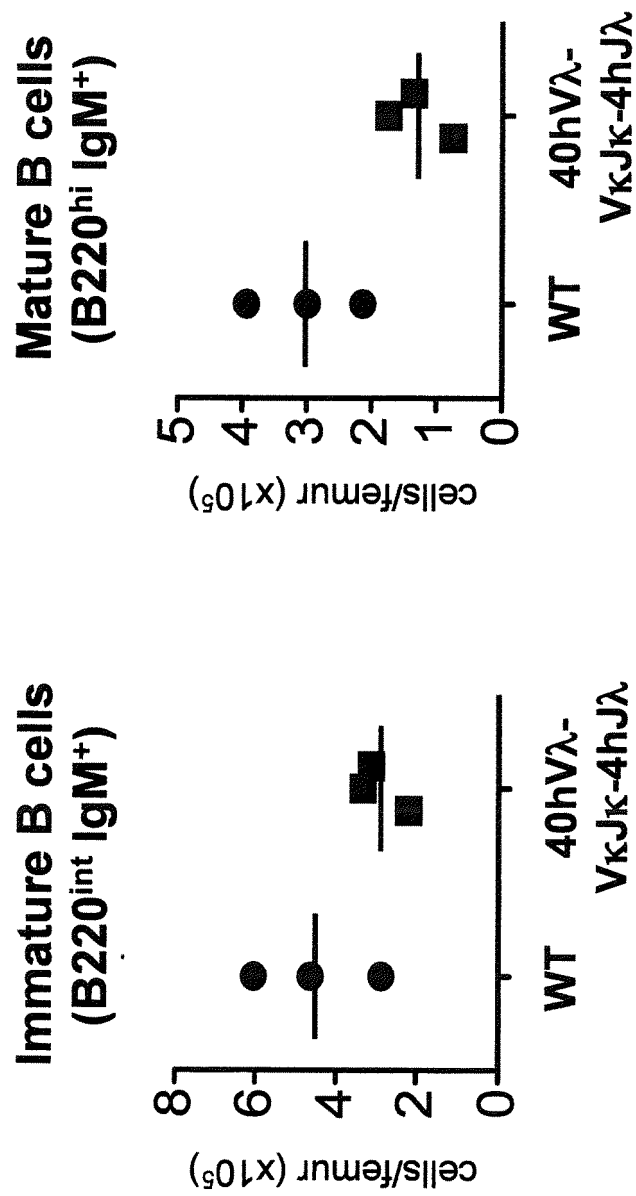 Immature B cells
(B220ⁱⁿᵗ IgM⁺)
cells/femur (x10⁵)
8
6
4
2
0
WT
40hVλ-
VκJκ-4hJλ
Mature B cells
(B220ʰⁱ IgM⁺)
cells/femur (x10⁵)
5
4
3
2
1
0
WT
40hVλ-
VκJκ-4hJλ